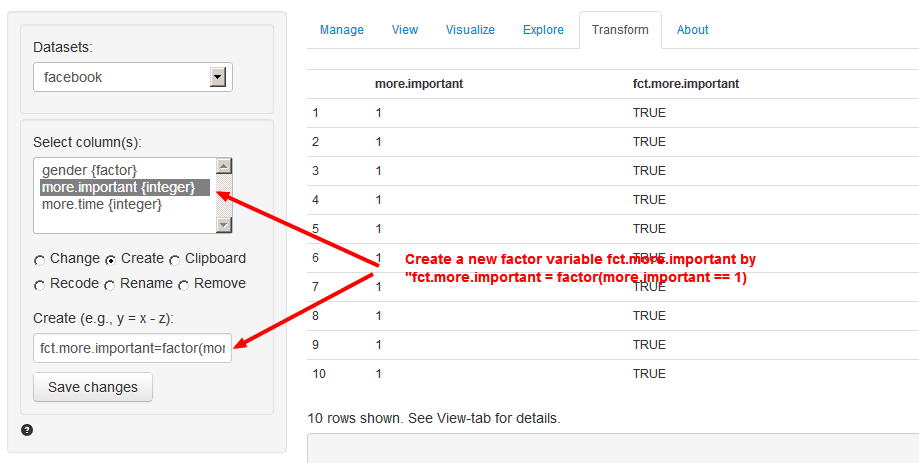 Datasets:
facebook
Select column(s):
gender {factor}
more.important {integer}
more.time {integer}
Change Create Clipboard
Recode Rename Remove
Create (e.g., y = x - z):
fct.more.important=factor(mor
Save changes
?
Manage View Visualize Explore Transform About
more.important fct.more.important
1 1 TRUE
2 1 TRUE
3 1 TRUE
4 1 TRUE
5 1 TRUE
6 1 TRUE
Create a new factor variable fct.more.important by
"fct.more.important = factor(more.important == 1)
7 1 TRUE
8 1 TRUE
9 1 TRUE
10 1 TRUE
10 rows shown. See View-tab for details.